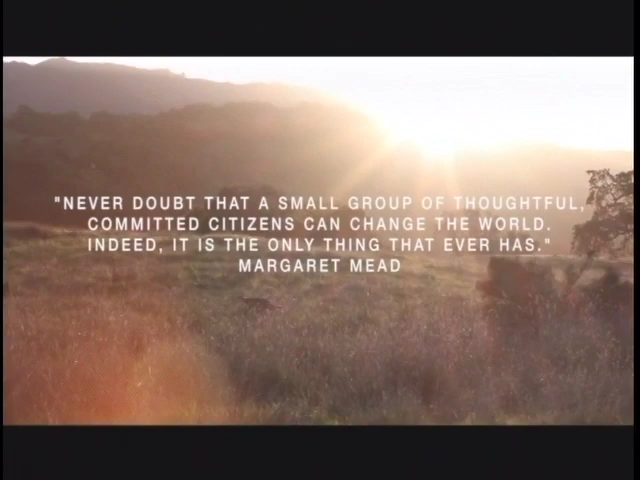 "NEVER DOUBT THAT A SMALL GROUP OF THOUGHTFUL,
COMMITTED CITIZENS CAN CHANGE THE WORLD.
INDEED, IT IS THE ONLY THING THAT EVER HAS."
MARGARET MEAD